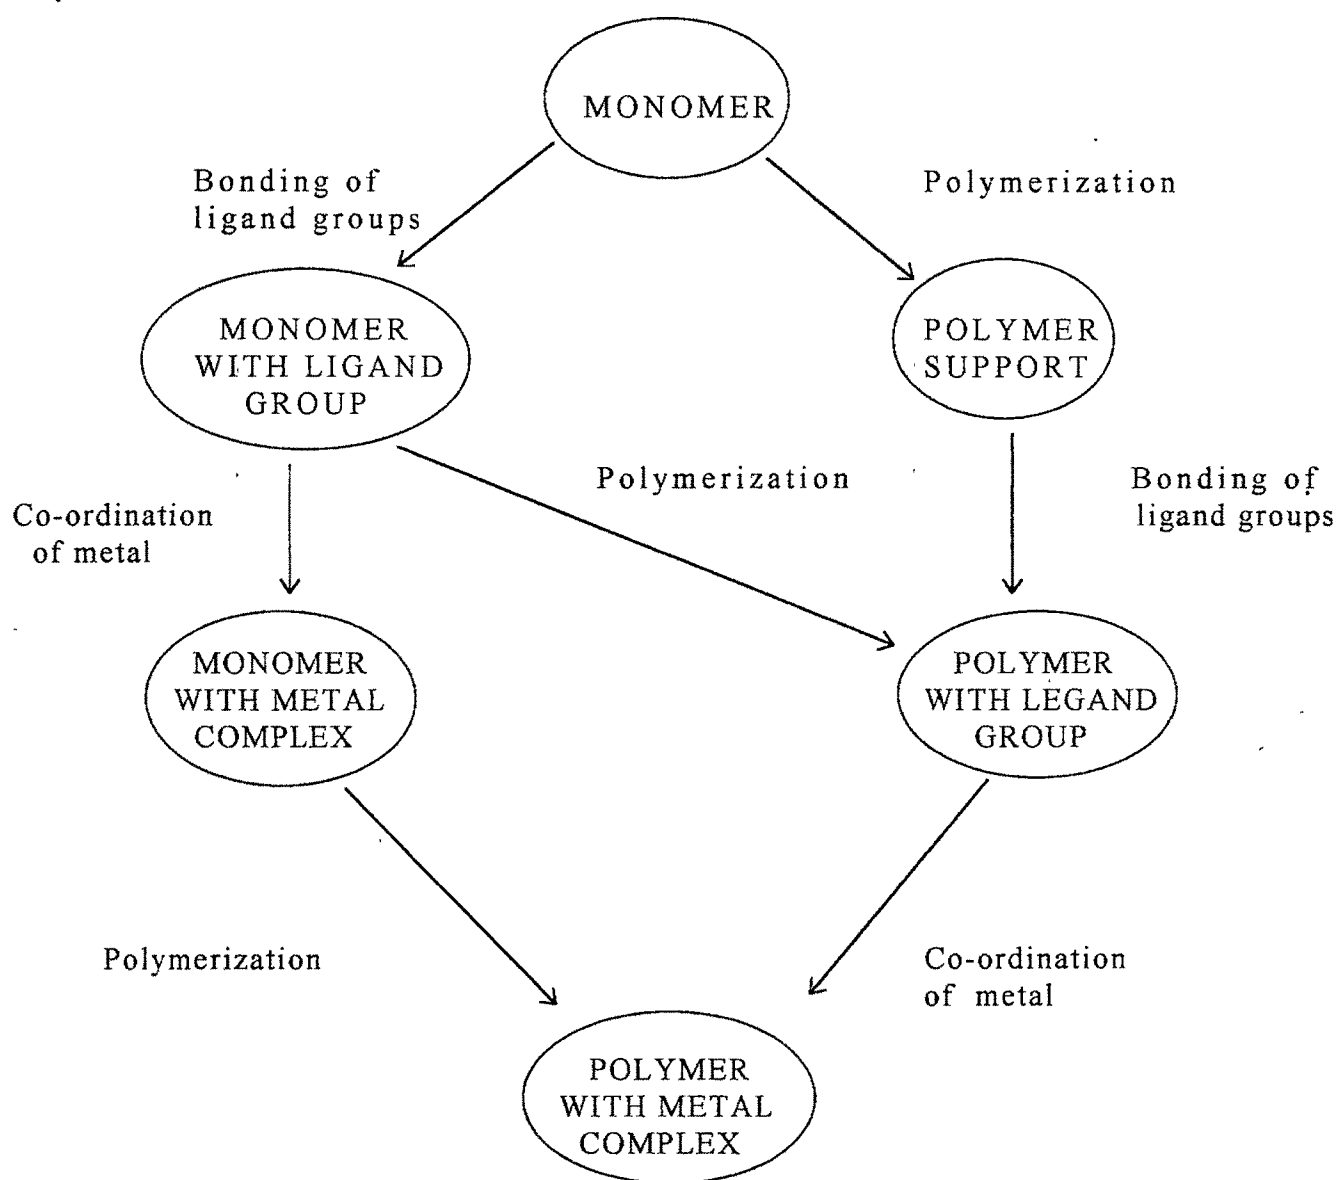 MONOMER
Bonding of
ligand groups
Polymerization
MONOMER
WITH LIGAND
GROUP
POLYMER
SUPPORT
Co-ordination
of metal
Polymerization
Bonding of
ligand groups
MONOMER
WITH METAL
COMPLEX
POLYMER
WITH LEGAND
GROUP
Polymerization
Co-ordination
of metal
POLYMER
WITH METAL
COMPLEX